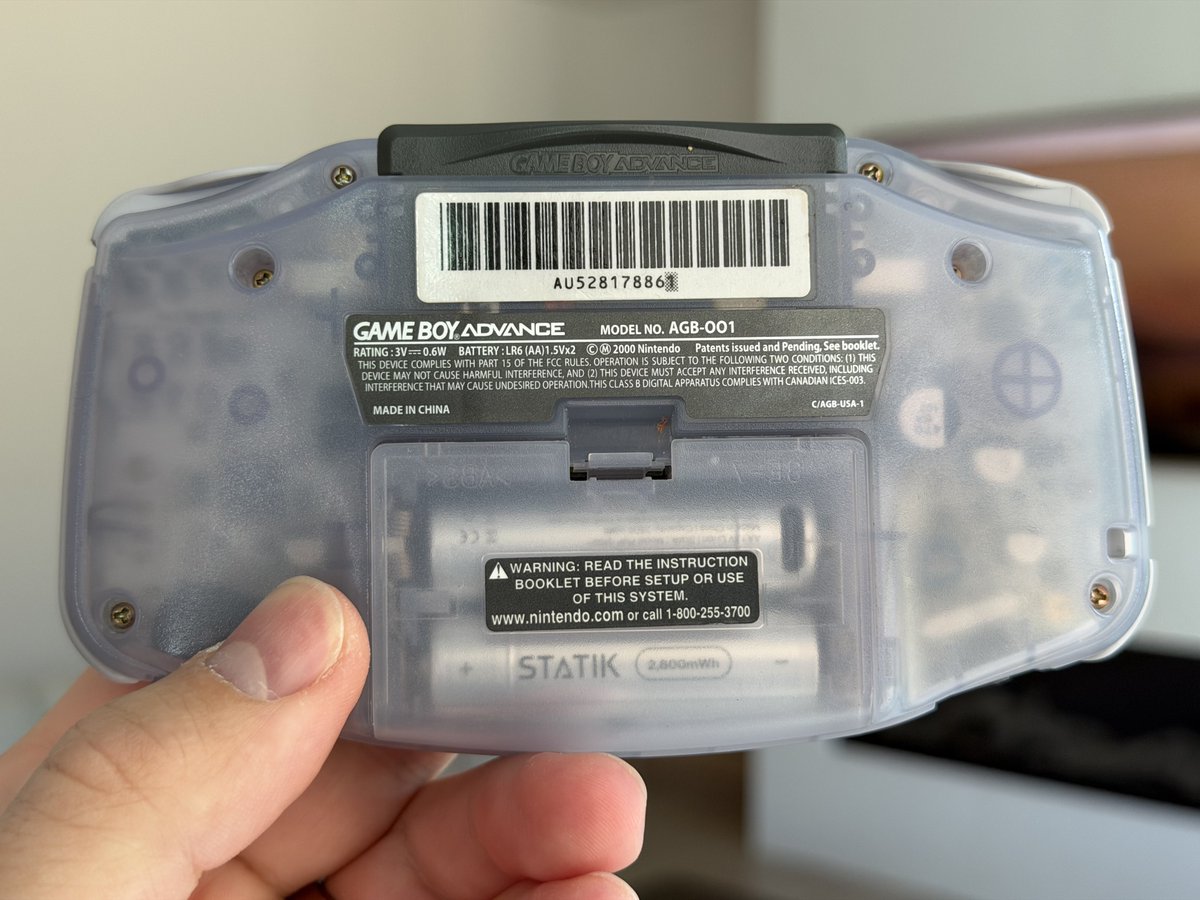 GAME BOY ADVANCE
AU528178861
GAME BOY® ADVANCE MODEL NO. AGB-001
RATING : 3V⎓ 0.6W BATTERY : LR6 (AA)1.5Vx2 ©Ⓜ 2000 Nintendo Patents issued and Pending, See booklet.
THIS DEVICE COMPLIES WITH PART 15 OF THE FCC RULES. OPERATION IS SUBJECT TO THE FOLLOWING TWO CONDITIONS: (1) THIS
DEVICE MAY NOT CAUSE HARMFUL INTERFERENCE, AND (2) THIS DEVICE MUST ACCEPT ANY INTERFERENCE RECEIVED, INCLUDING
INTERFERENCE THAT MAY CAUSE UNDESIRED OPERATION.THIS CLASS B DIGITAL APPARATUS COMPLIES WITH CANADIAN ICES-003.
MADE IN CHINA C/AGB-USA-1
WARNING: READ THE INSTRUCTION
BOOKLET BEFORE SETUP OR USE
OF THIS SYSTEM.
www.nintendo.com or call 1-800-255-3700
+ STATIK 2,800mWh −